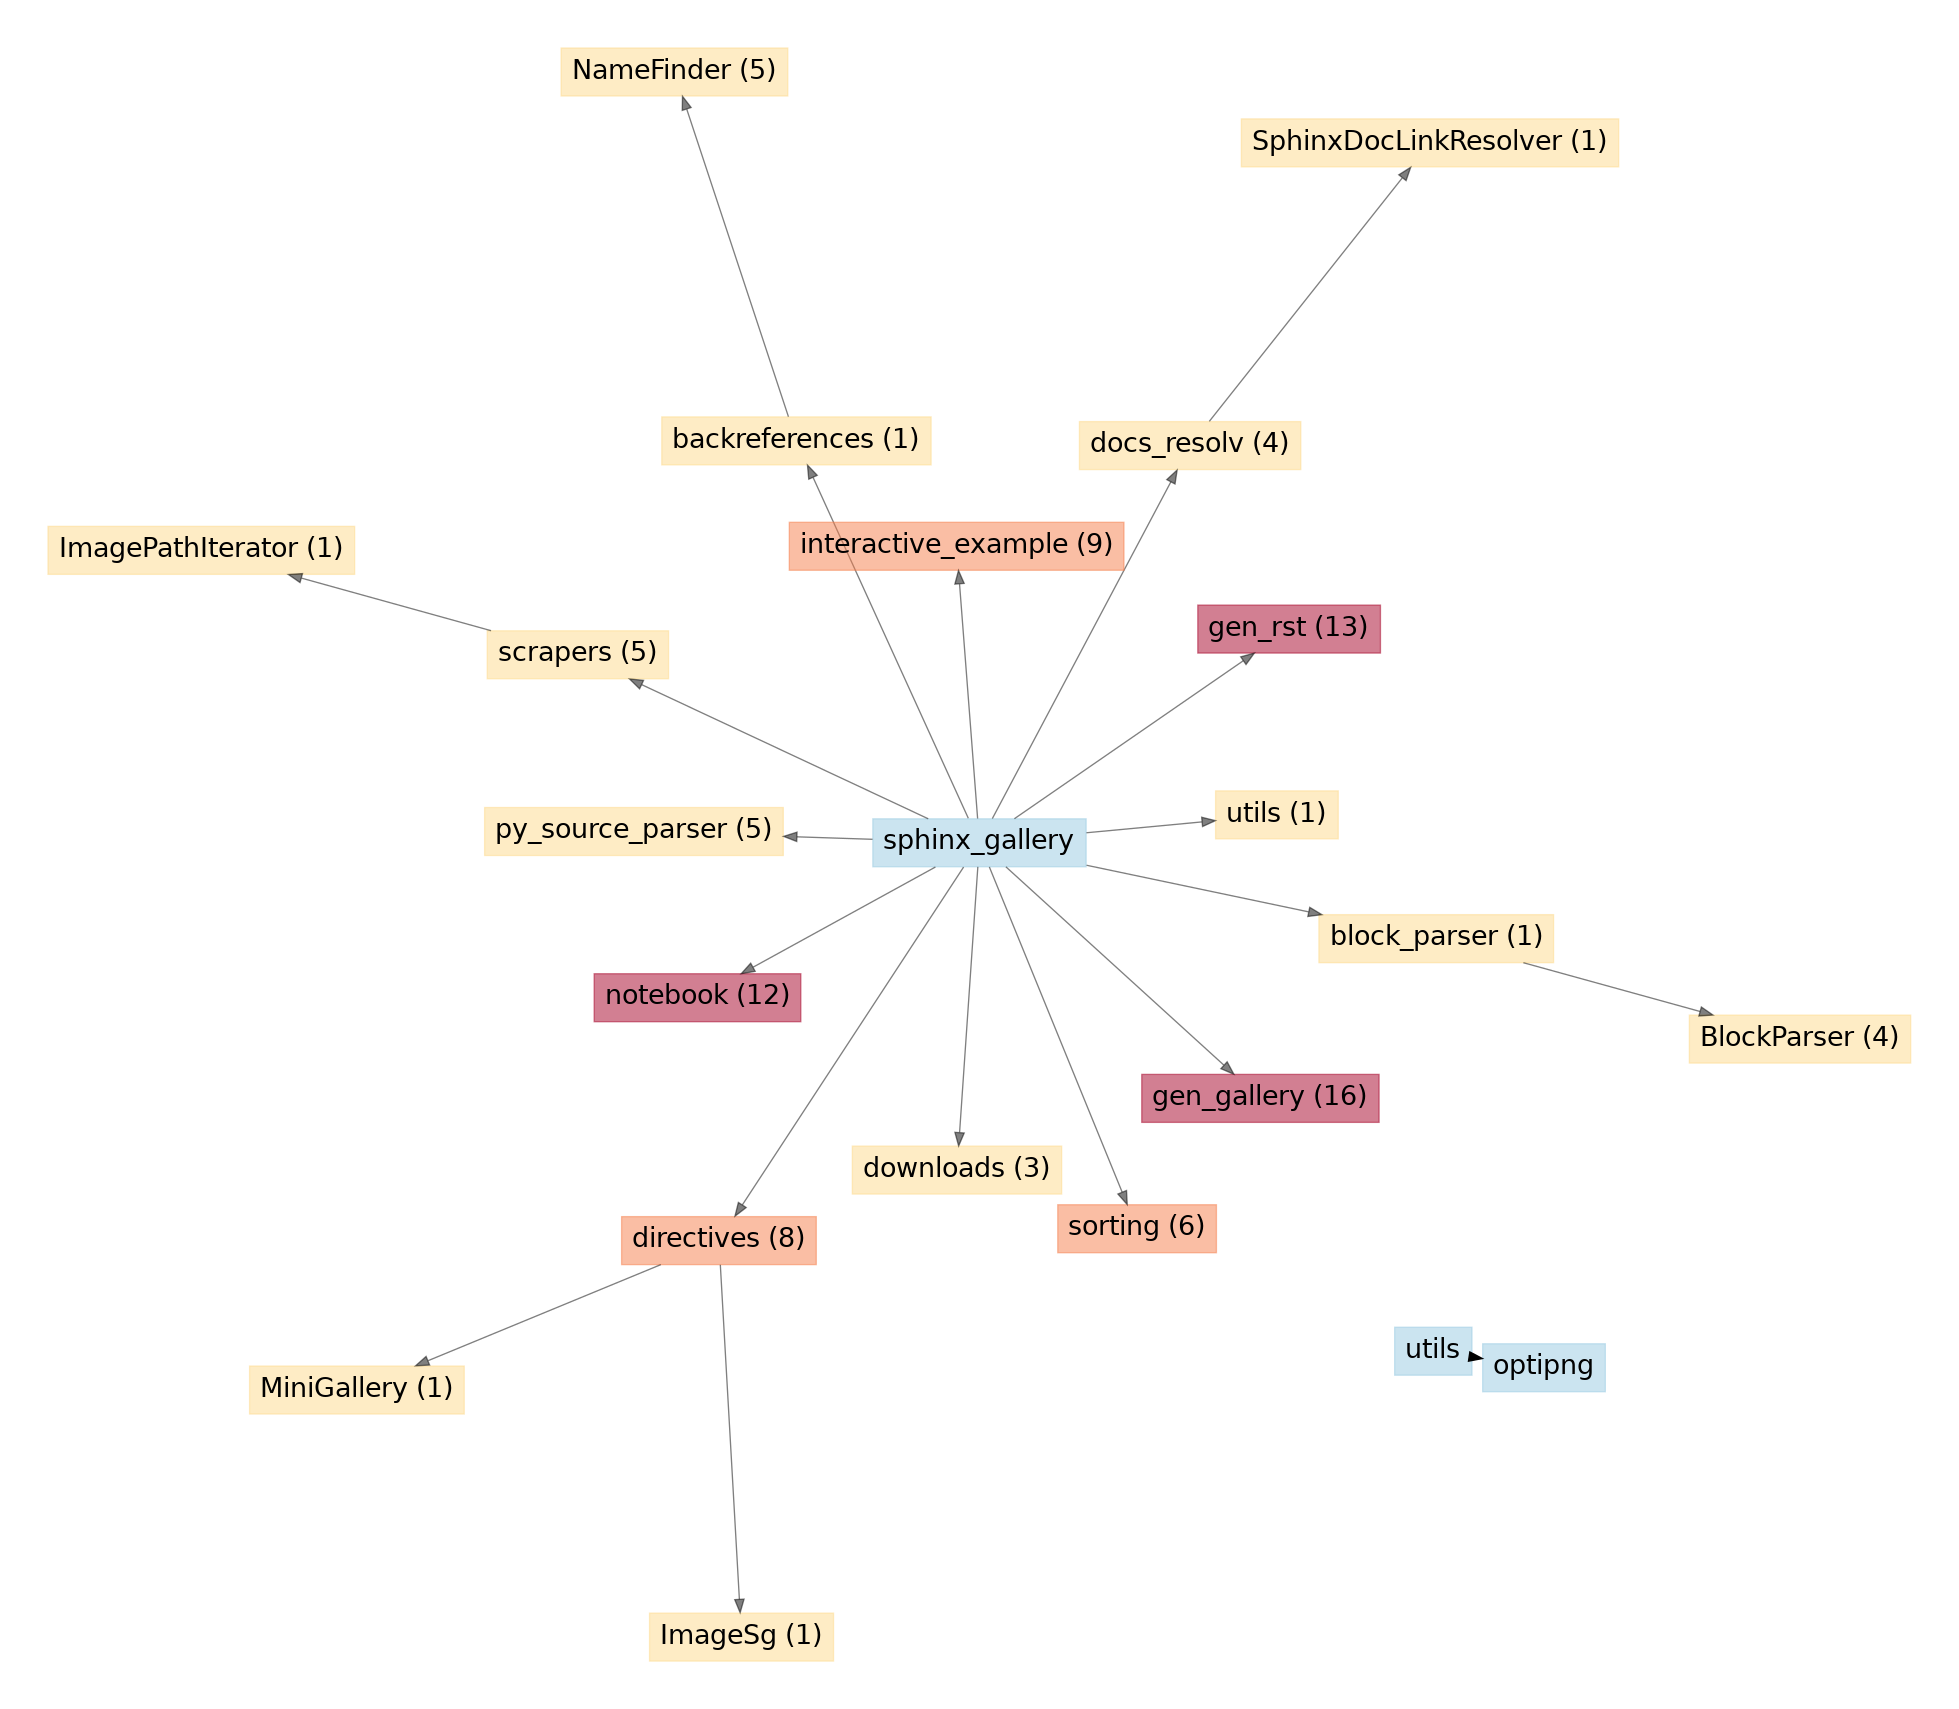 NameFinder (5)
SphinxDocLinkResolver (1)
backreferences (1)
docs_resolv (4)
interactive_example (9)
ImagePathIterator (1)
gen_rst (13)
scrapers (5)
utils (1)
py_source_parser (5)
sphinx_gallery
block_parser (1)
notebook (12)
BlockParser (4)
gen_gallery (16)
downloads (3)
sorting (6)
directives (8)
utils
optipng
MiniGallery (1)
ImageSg (1)